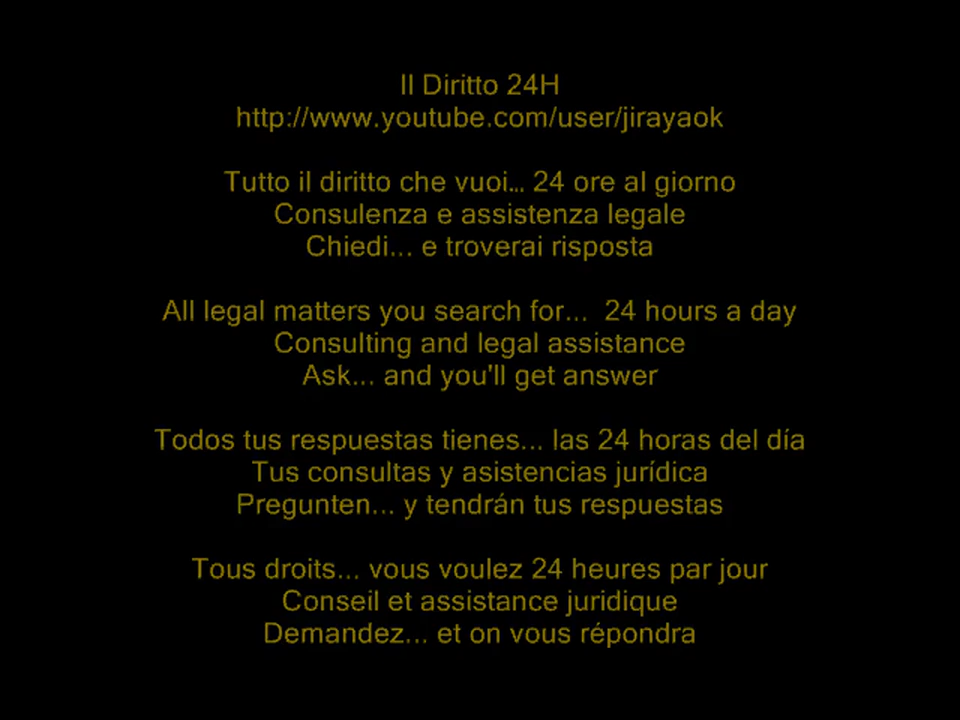 Il Diritto 24H
http://www.youtube.com/user/jirayaok
Tutto il diritto che vuoi... 24 ore al giorno
Consulenza e assistenza legale
Chiedi... e troverai risposta
All legal matters you search for...  24 hours a day
Consulting and legal assistance
Ask... and you'll get answer
Todos tus respuestas tienes... las 24 horas del día
Tus consultas y asistencias jurídica
Pregunten... y tendrán tus respuestas
Tous droits... vous voulez 24 heures par jour
Conseil et assistance juridique
Demandez... et on vous répondra